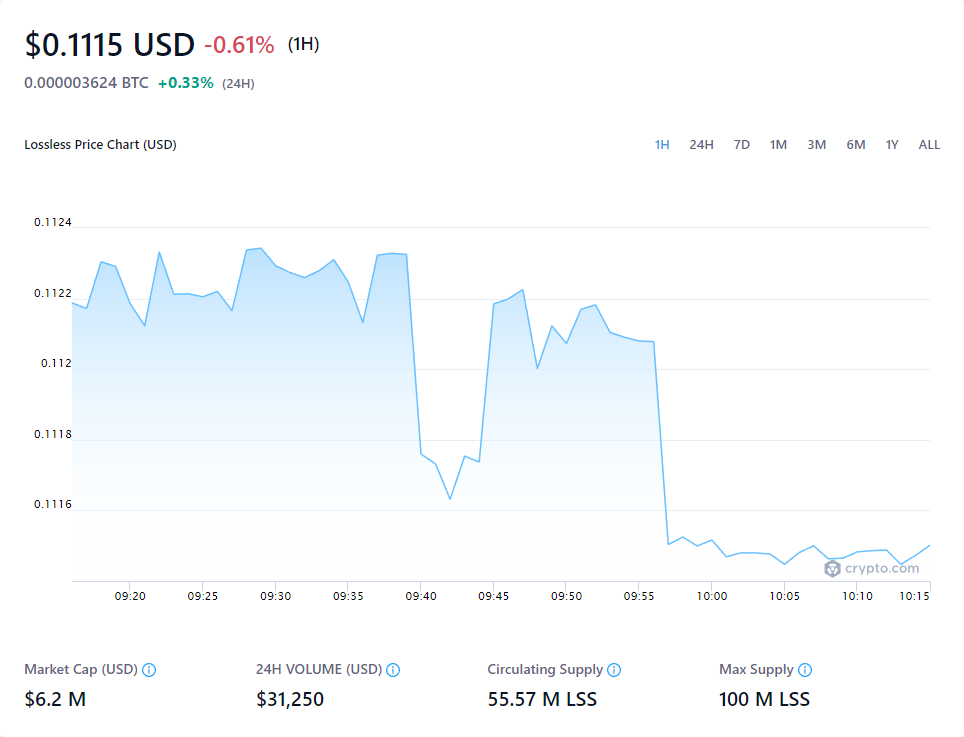 $0.1115 USD -0.61% (1H)
0.000003624 BTC +0.33% (24H)
Lossless Price Chart (USD) 1H 24H 7D 1M 3M 6M 1Y ALL
0.1124
0.1122
0.112
0.1118
0.1116
crypto.com
09:20 09:25 09:30 09:35 09:40 09:45 09:50 09:55 10:00 10:05 10:10 10:15
Market Cap (USD) 24H VOLUME (USD) Circulating Supply Max Supply
$6.2 M $31,250 55.57 M LSS 100 M LSS